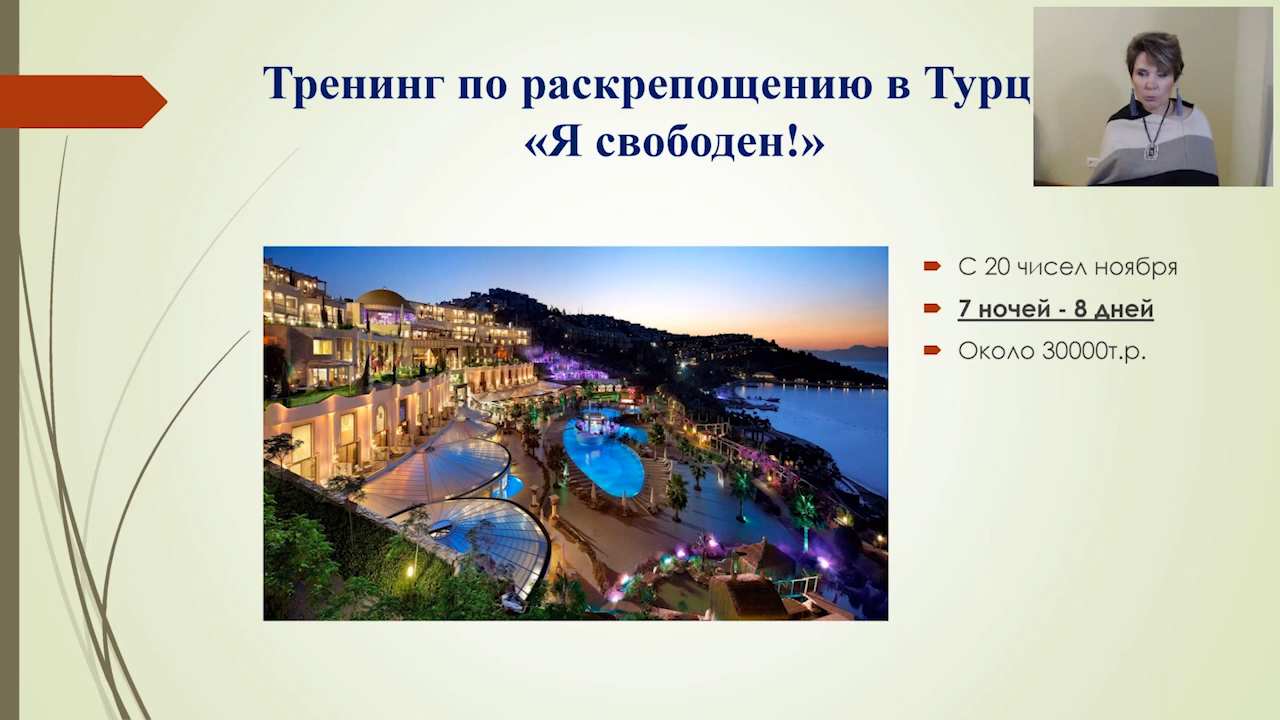 Тренинг по раскрепощению в Турц
«Я свободен!»
С 20 чисел ноября
7 ночей - 8 дней
Около 30000т.р.